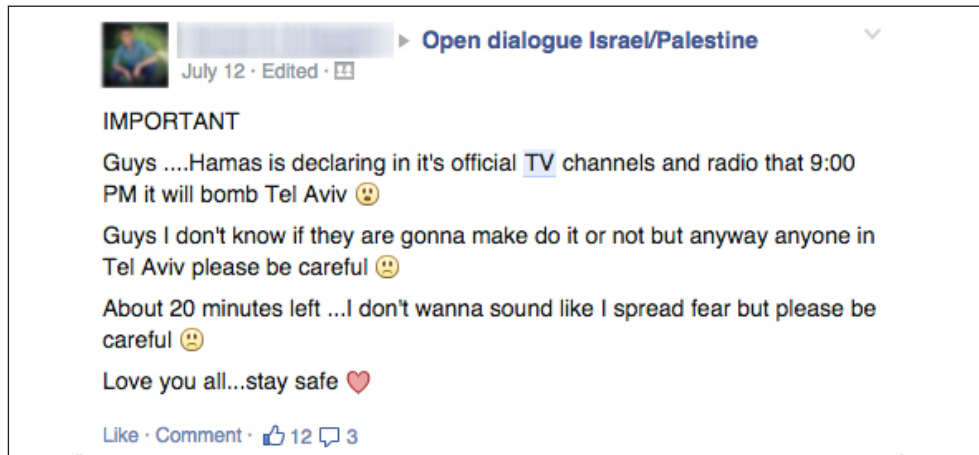 Open dialogue Israel/Palestine
July 12 · Edited ·
IMPORTANT
Guys ....Hamas is declaring in it's official TV channels and radio that 9:00
PM it will bomb Tel Aviv
Guys I don't know if they are gonna make do it or not but anyway anyone in
Tel Aviv please be careful
About 20 minutes left ...I don't wanna sound like I spread fear but please be
careful
Love you all...stay safe
Like · Comment · 12 3